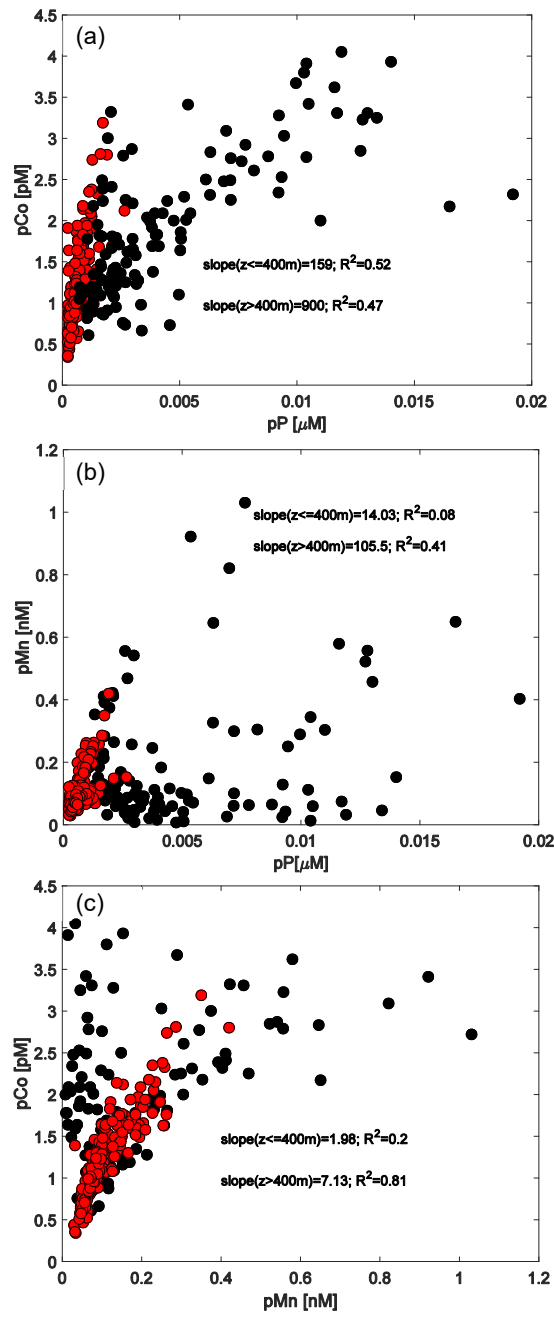 (a)
4.5
4
3.5
3
2.5
2
1.5
1
0.5
0
pCo [pM]
slope(z<=400m)=159; R²=0.52
slope(z>400m)=900; R²=0.47
0 0.005 0.01 0.015 0.02
pP [μM]
(b)
1.2
1
0.8
0.6
0.4
0.2
0
pMn [nM]
slope(z<=400m)=14.03; R²=0.08
slope(z>400m)=105.5; R²=0.41
0 0.005 0.01 0.015 0.02
pP[μM]
(c)
4.5
4
3.5
3
2.5
2
1.5
1
0.5
0
pCo [pM]
slope(z<=400m)=1.98; R²=0.2
slope(z>400m)=7.13; R²=0.81
0 0.2 0.4 0.6 0.8 1 1.2
pMn [nM]